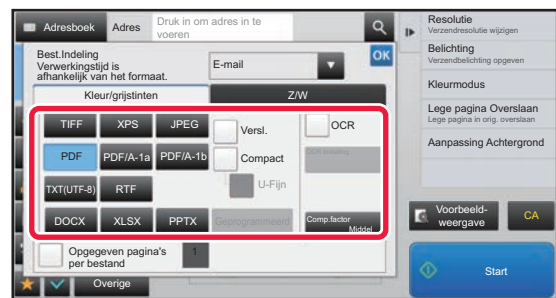 Adresboek
Adres
Druk in om adres in te
voeren
Best.Indeling
Verwerkingstijd is
afhankelijk van het formaat.
E-mail
OK
Kleur/grijstinten
Z/W
TIFF
XPS
JPEG
Versl.
OCR
PDF
PDF/A-1a
PDF/A-1b
Compact
U-Fijn
TXT(UTF-8)
RTF
DOCX
XLSX
PPTX
Geprogrammeerd
Comp.factor
Middel
Opgegeven pagina's
per bestand
1
Overige
Resolutie
Verzendresolutie wijzigen
Belichting
Verzendbelichting opgeven
Kleurmodus
Lege pagina Overslaan
Lege pagina in orig. overslaan
Aanpassing Achtergrond
Voorbeeld-
weergave
CA
Start